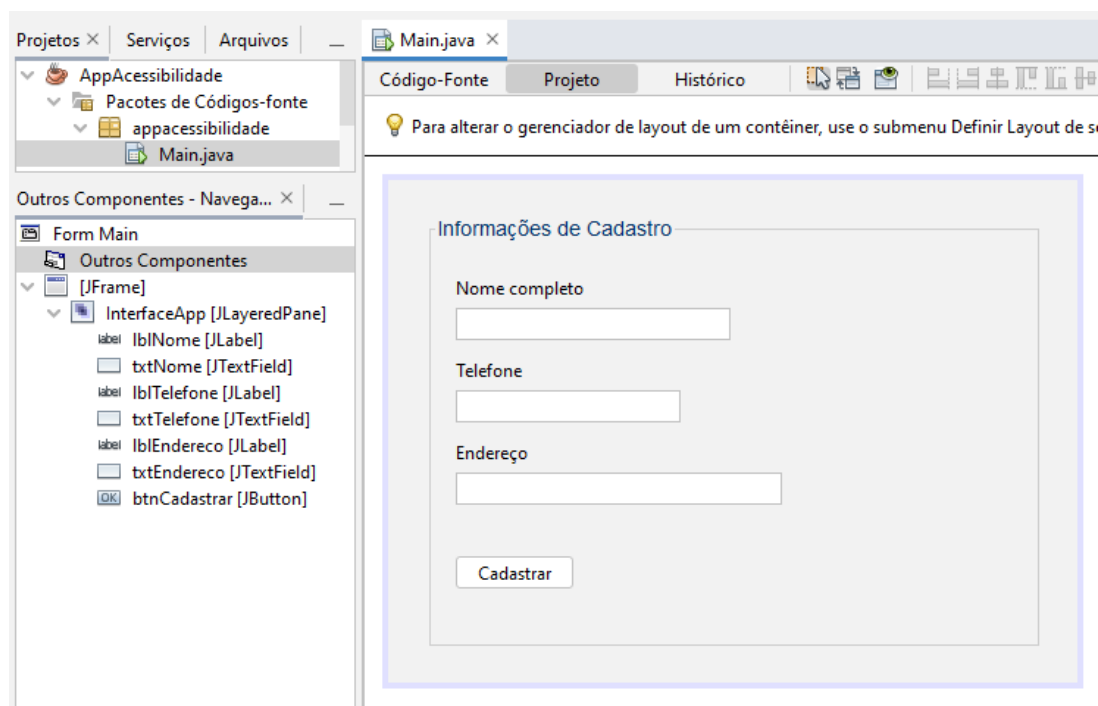 Projetos
Serviços
Arquivos
AppAcessibilidade
Pacotes de Códigos-fonte
appacessibilidade
Main.java
Outros Componentes - Navega...
Form Main
Outros Componentes
[JFrame]
InterfaceApp [JLayeredPane]
label lblNome [JLabel]
txtNome [JTextField]
label lblTelefone [JLabel]
txtTelefone [JTextField]
label lblEndereco [JLabel]
txtEndereco [JTextField]
OK btnCadastrar [JButton]
Main.java
Código-Fonte Projeto Histórico
Para alterar o gerenciador de layout de um contêiner, use o submenu Definir Layout de
Informações de Cadastro
Nome completo
Telefone
Endereço
Cadastrar